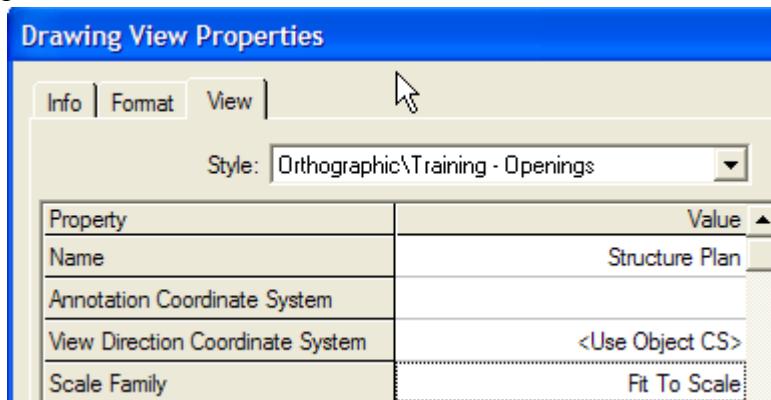 Drawing View Properties
Info Format View
Style: Orthographic\Training - Openings
Property Value
Name Structure Plan
Annotation Coordinate System
View Direction Coordinate System <Use Object CS>
Scale Family Fit To Scale